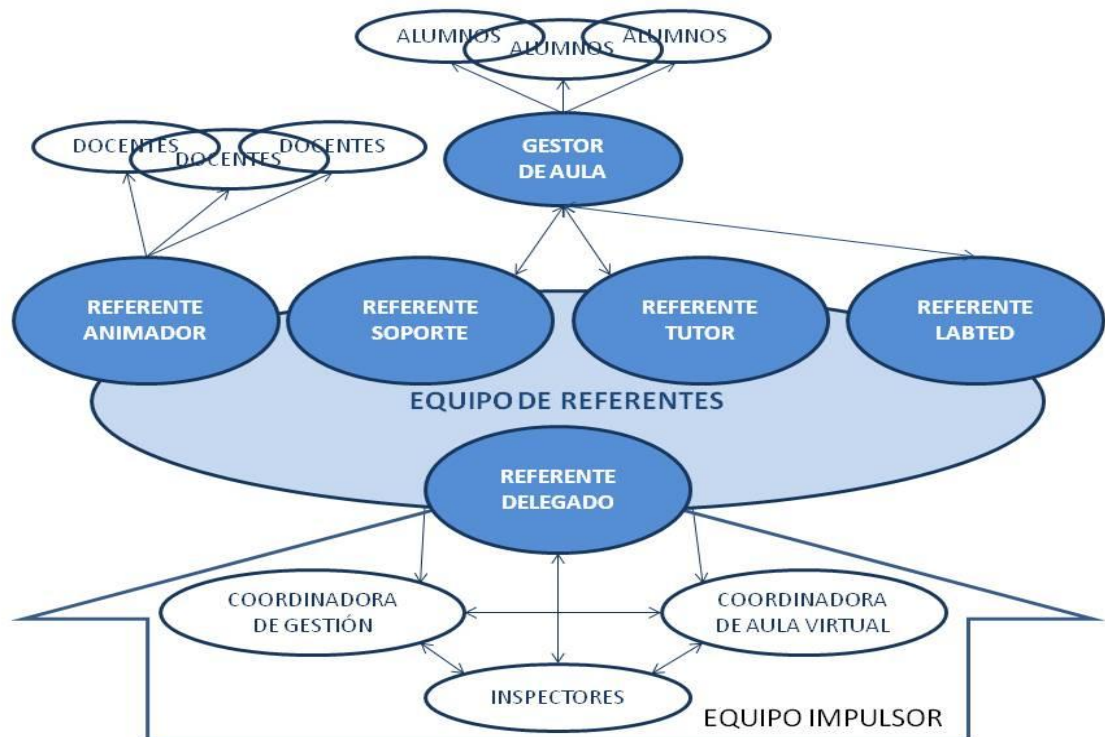 ALUMNOS
ALUMNOS
ALUMNOS
DOCENTES
DOCENTES
DOCENTES
GESTOR
DE AULA
REFERENTE
ANIMADOR
REFERENTE
SOPORTE
REFERENTE
TUTOR
REFERENTE
LABTED
EQUIPO DE REFERENTES
REFERENTE
DELEGADO
COORDINADORA
DE GESTIÓN
COORDINADORA
DE AULA VIRTUAL
INSPECTORES
EQUIPO IMPULSOR